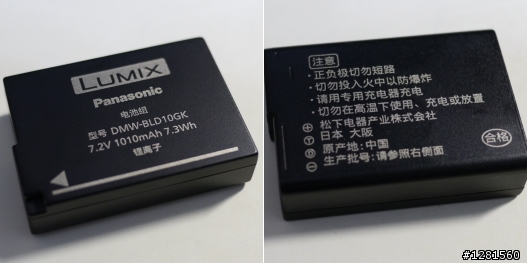 LUMIX
Panasonic
电池组
型号 DMW-BLD10GK
7.2V 1010mAh 7.3Wh
锂离子
注意
·正负极切勿短路
·切勿投入火中以防爆炸
·请用专用充电器充电
·切勿在高温下使用、充电或放置
松下电器产业株式会社
日本 大阪
原产地: 中国
生产批号: 请参照右侧面
合格
#1281560